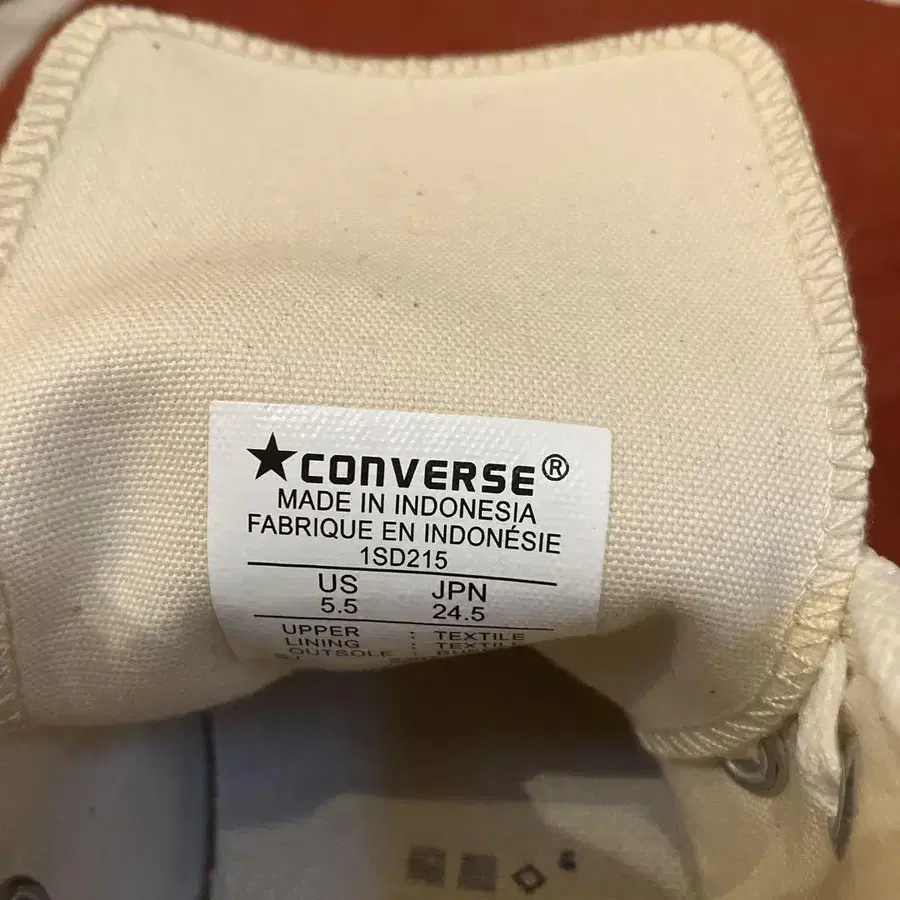 ★CONVERSE®
MADE IN INDONESIA
FABRIQUE EN INDONÉSIE
1SD215
US JPN
5.5 24.5
UPPER : TEXTILE
LINING : TEXTILE
OUTSOLE :